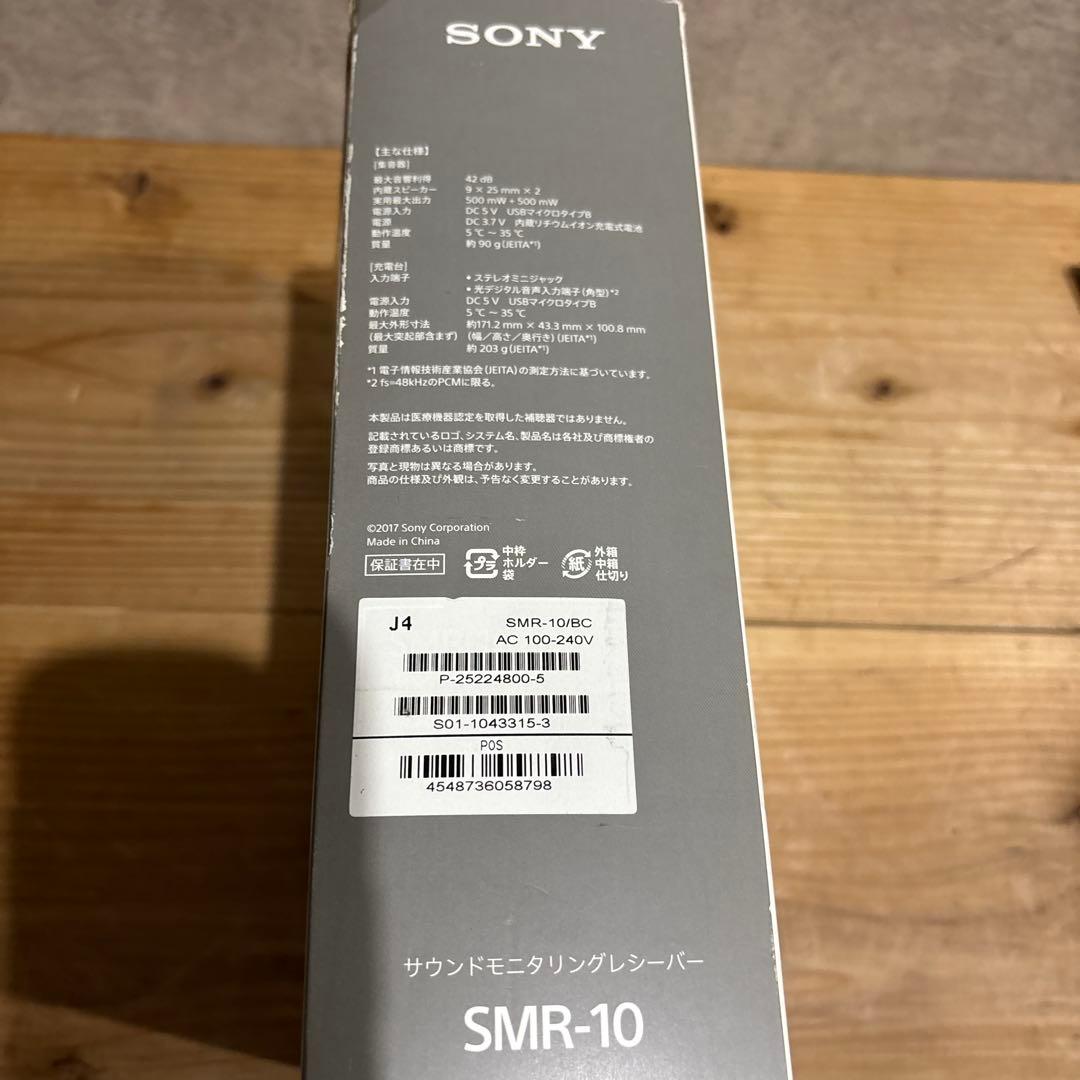 SONY
【主な仕様】
[集音器]
最大音響利得 42 dB
内蔵スピーカー 9 × 25 mm × 2
実用最大出力 500 mW + 500 mW
電源入力 DC 5 V USBマイクロタイプB
電源 DC 3.7 V 内蔵リチウムイオン充電式電池
動作温度 5 ℃ ～ 35 ℃
質量 約 90 g (JEITA*1)
[充電台]
入力端子 • ステレオミニジャック
• 光デジタル音声入力端子(角型)*2
電源入力 DC 5 V USBマイクロタイプB
動作温度 5 ℃ ～ 35 ℃
最大外形寸法 約171.2 mm × 43.3 mm × 100.8 mm
(最大突起部含まず) (幅/高さ/奥行き)(JEITA*1)
質量 約 203 g (JEITA*1)
*1 電子情報技術産業協会(JEITA)の測定方法に基づいています。
*2 fs=48kHzのPCMに限る。
本製品は医療機器認定を取得した補聴器ではありません。
記載されているロゴ、システム名、製品名は各社及び商標権者の
登録商標あるいは商標です。
写真と現物は異なる場合があります。
商品の仕様及び外観は、予告なく変更することがあります。
©2017 Sony Corporation
Made in China
保証書在中
プラ
中枠
ホルダー
袋
紙
外箱
中箱
仕切り
J4 SMR-10/BC
AC 100-240V
P-25224800-5
S01-1043315-3
POS
4548736058798
サウンドモニタリングレシーバー
SMR-10